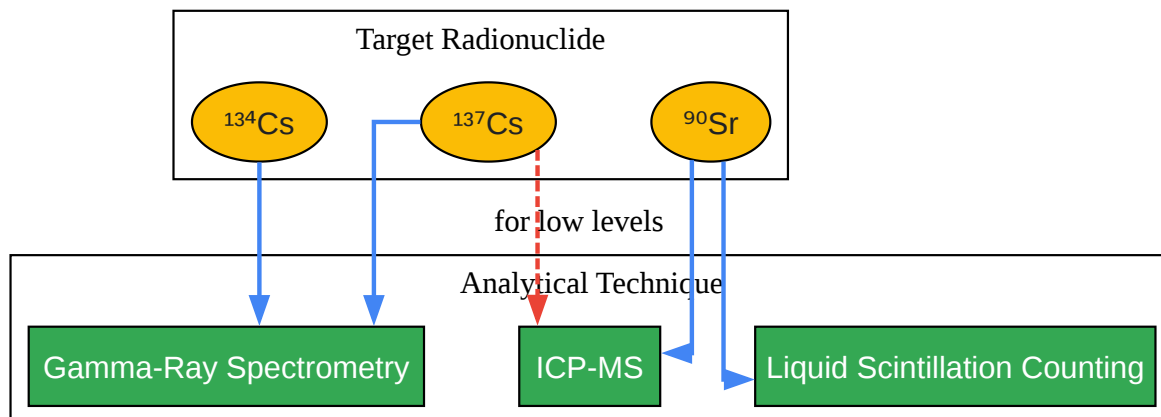 Target Radionuclide
¹³⁴Cs
¹³⁷Cs
⁹⁰Sr
for low levels
Analytical Technique
Gamma-Ray Spectrometry
ICP-MS
Liquid Scintillation Counting